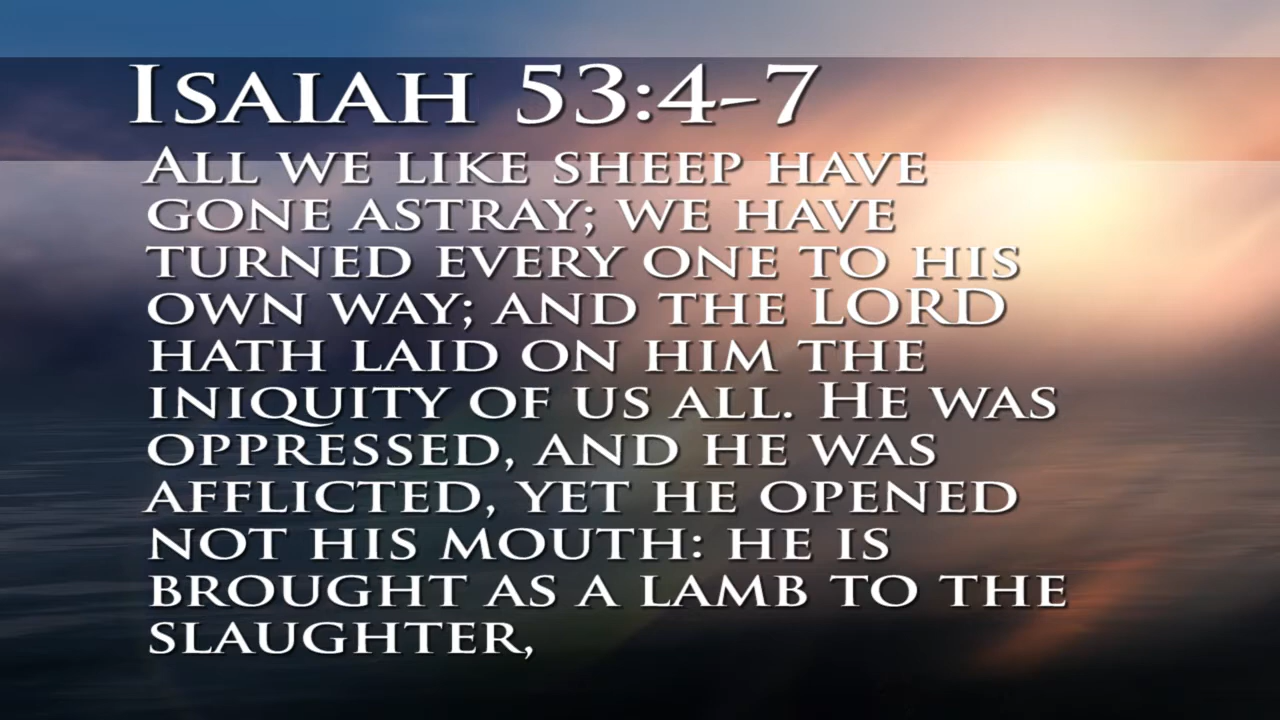 Isaiah 53:4-7
All we like sheep have
gone astray; we have
turned every one to his
own way; and the LORD
hath laid on him the
iniquity of us all. He was
oppressed, and he was
afflicted, yet he opened
not his mouth: he is
brought as a lamb to the
slaughter,